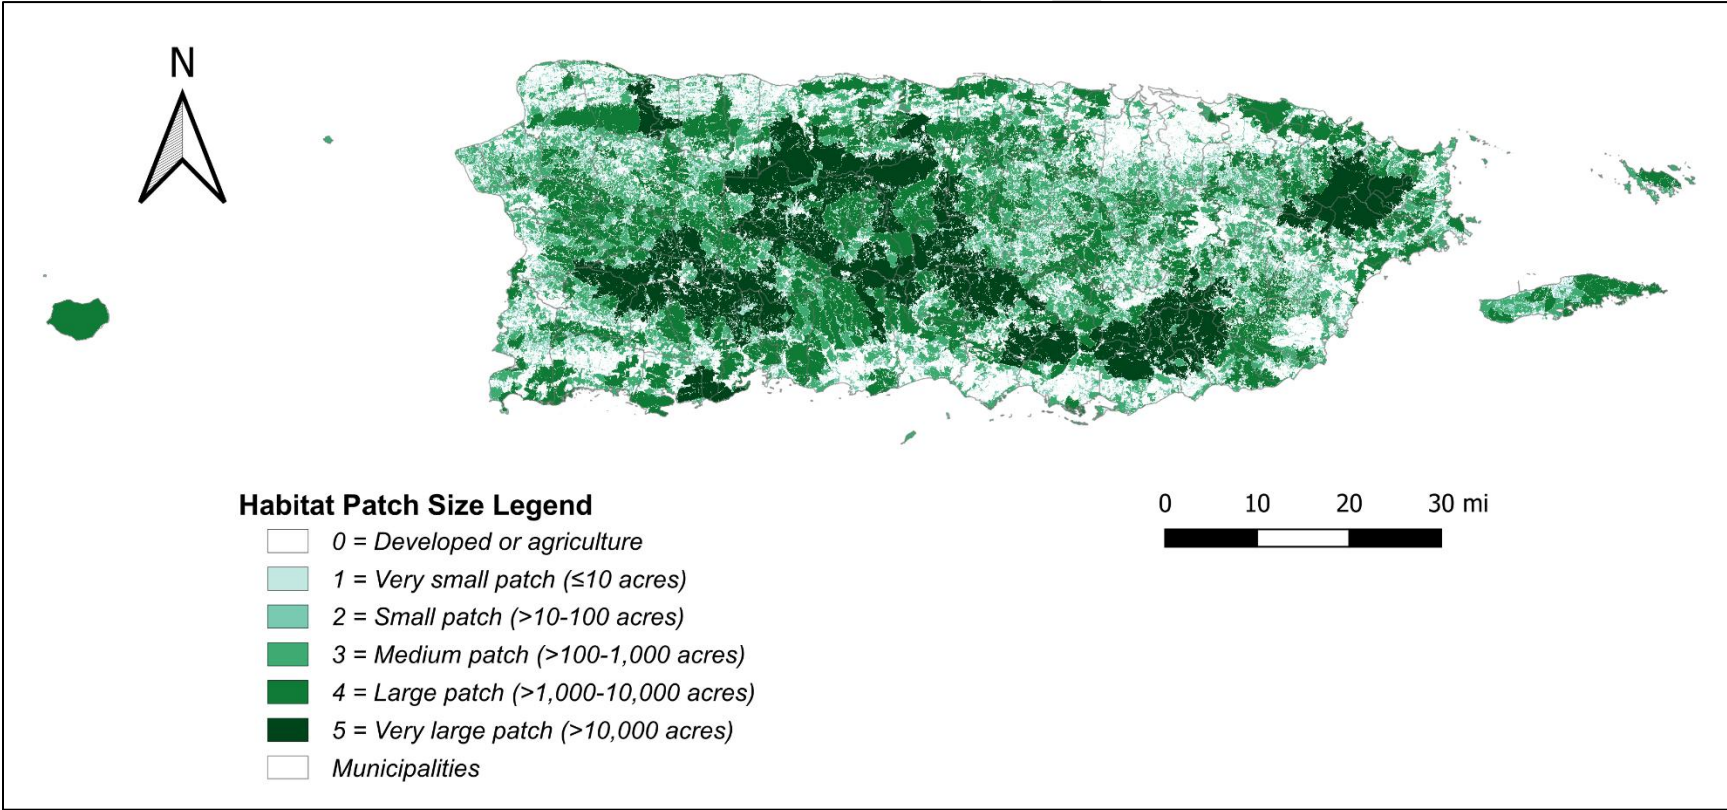 N
Habitat Patch Size Legend
0 = Developed or agriculture
1 = Very small patch (≤10 acres)
2 = Small patch (>10-100 acres)
3 = Medium patch (>100-1,000 acres)
4 = Large patch (>1,000-10,000 acres)
5 = Very large patch (>10,000 acres)
Municipalities
0 10 20 30 mi